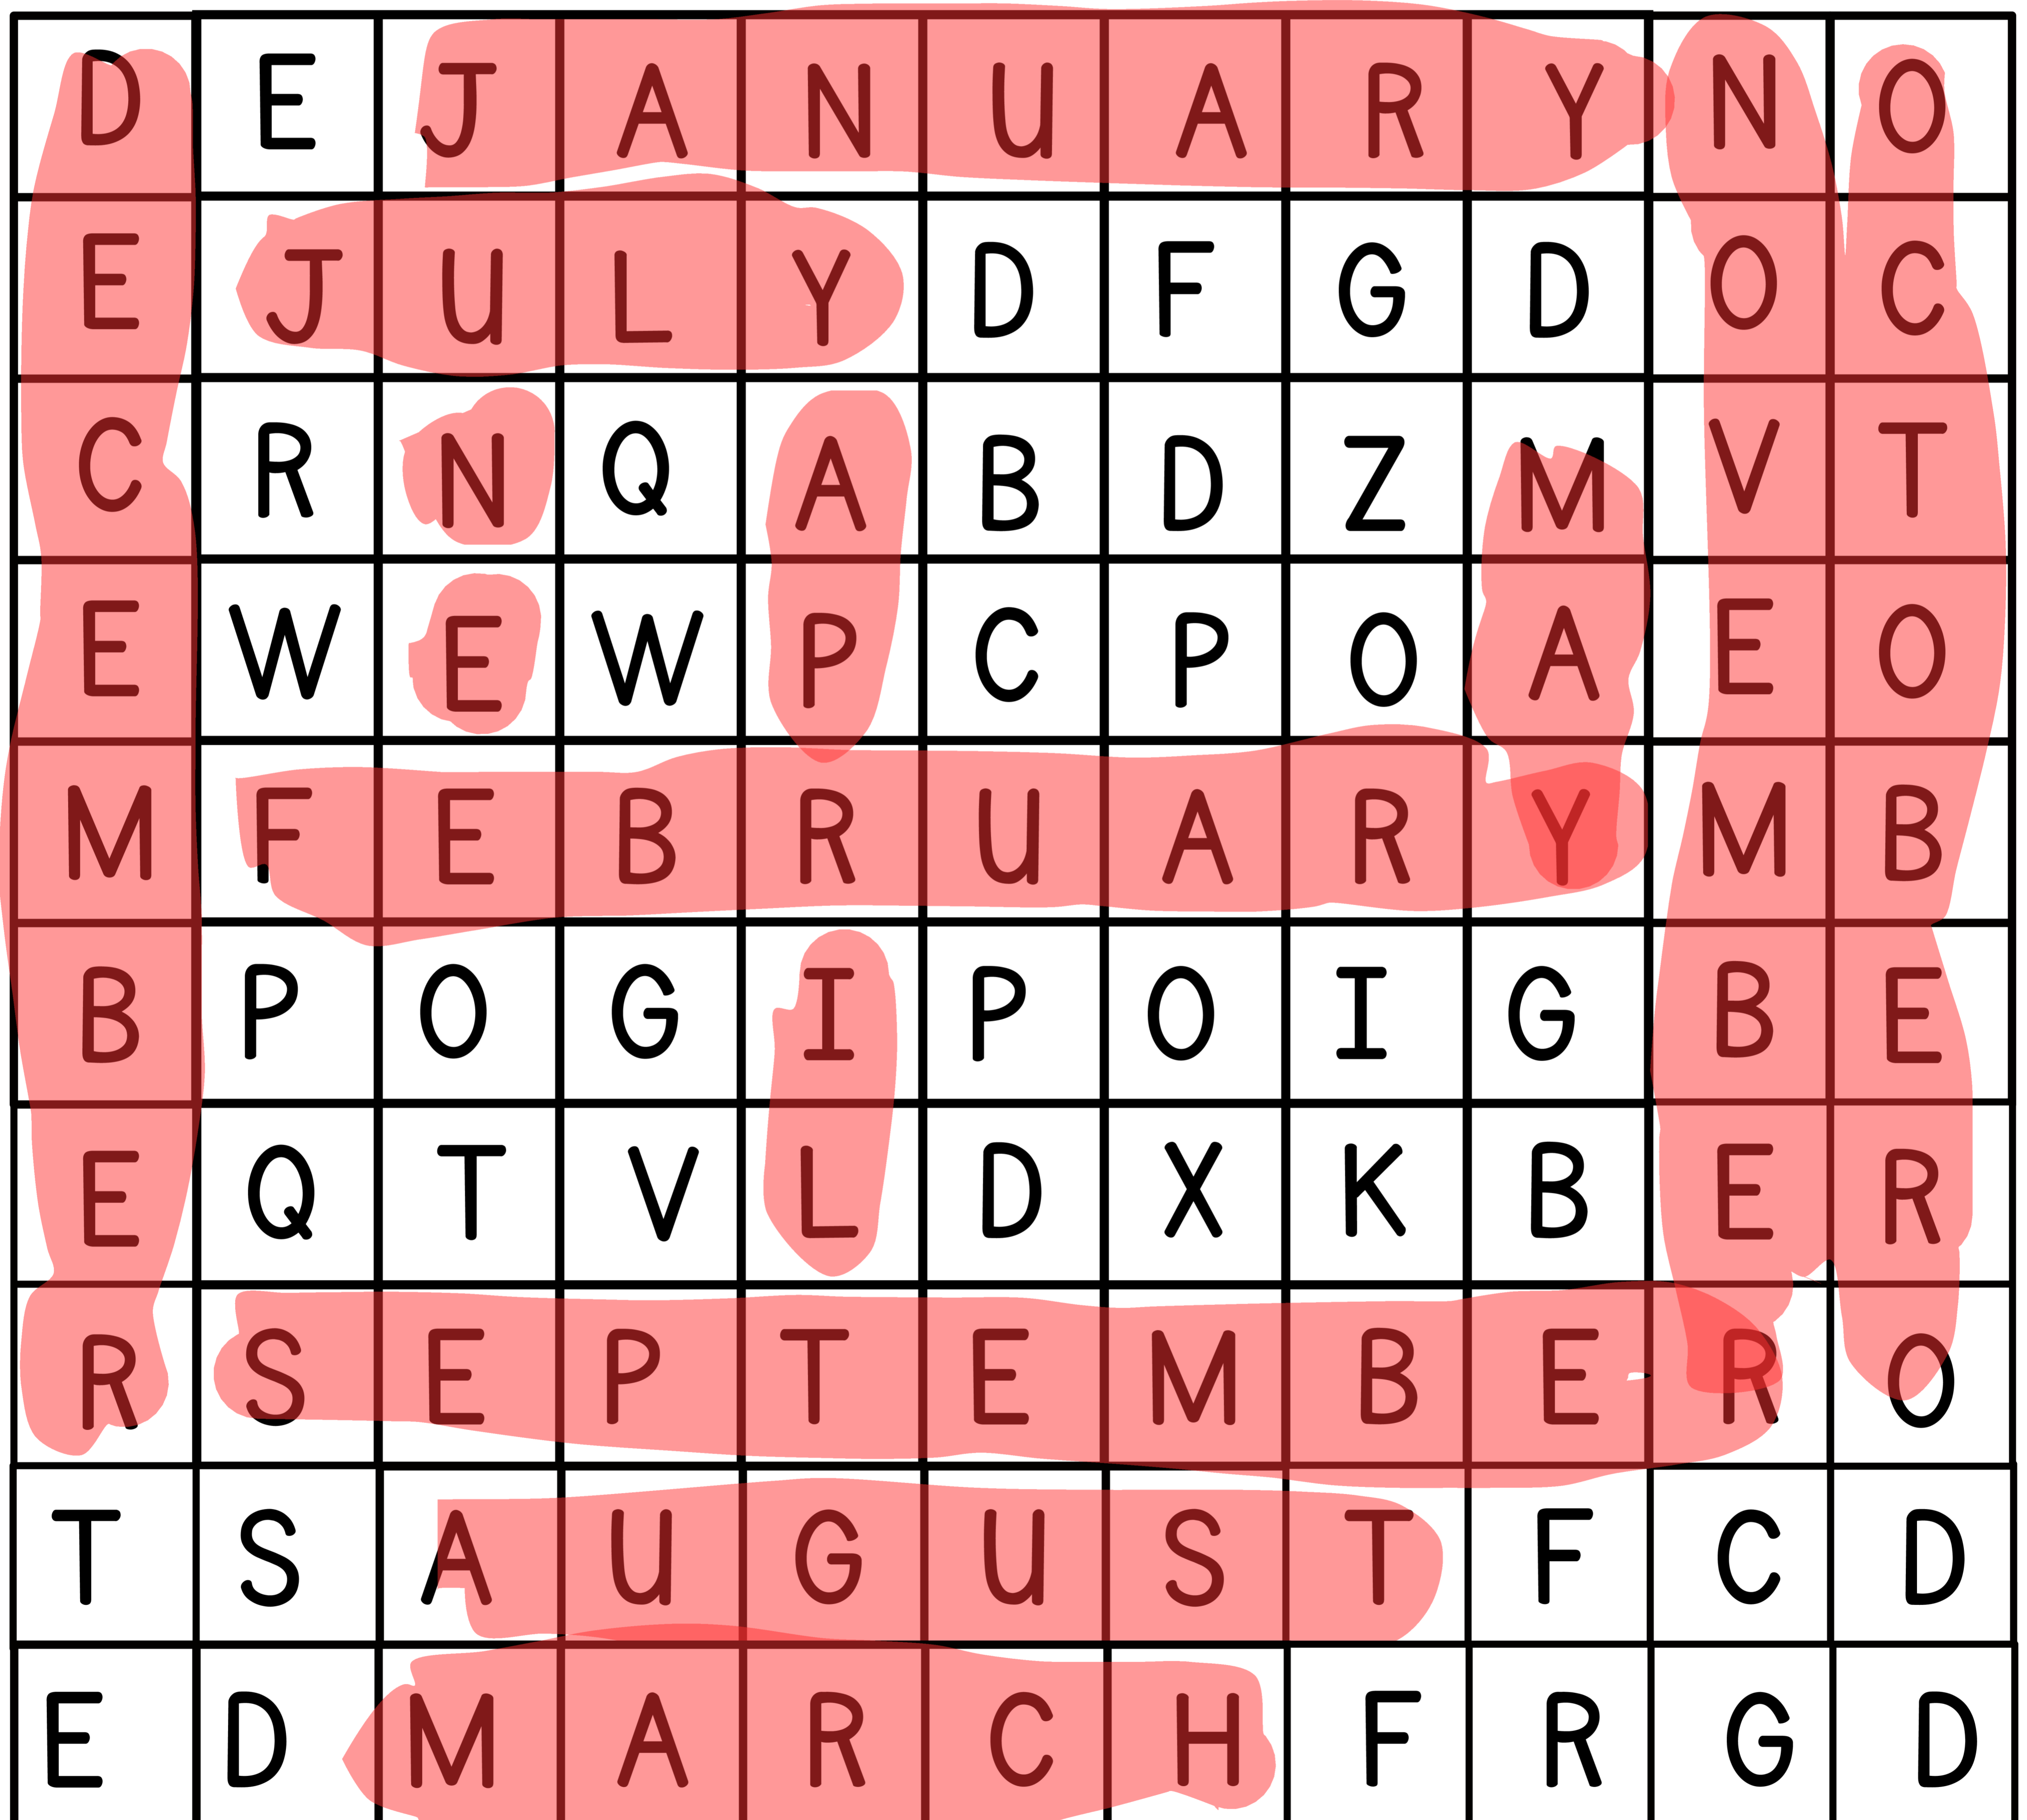 D E J A N U A R Y N O
E J U L Y D F G D O C
C R N Q A B D Z M V T
E W E W P C P O A E O
M F E B R U A R Y M B
B P O G I P O I G B E
E Q T V L D X K B E R
R S E P T E M B E R O
T S A U G U S T F C D
E D M A R C H F R G D